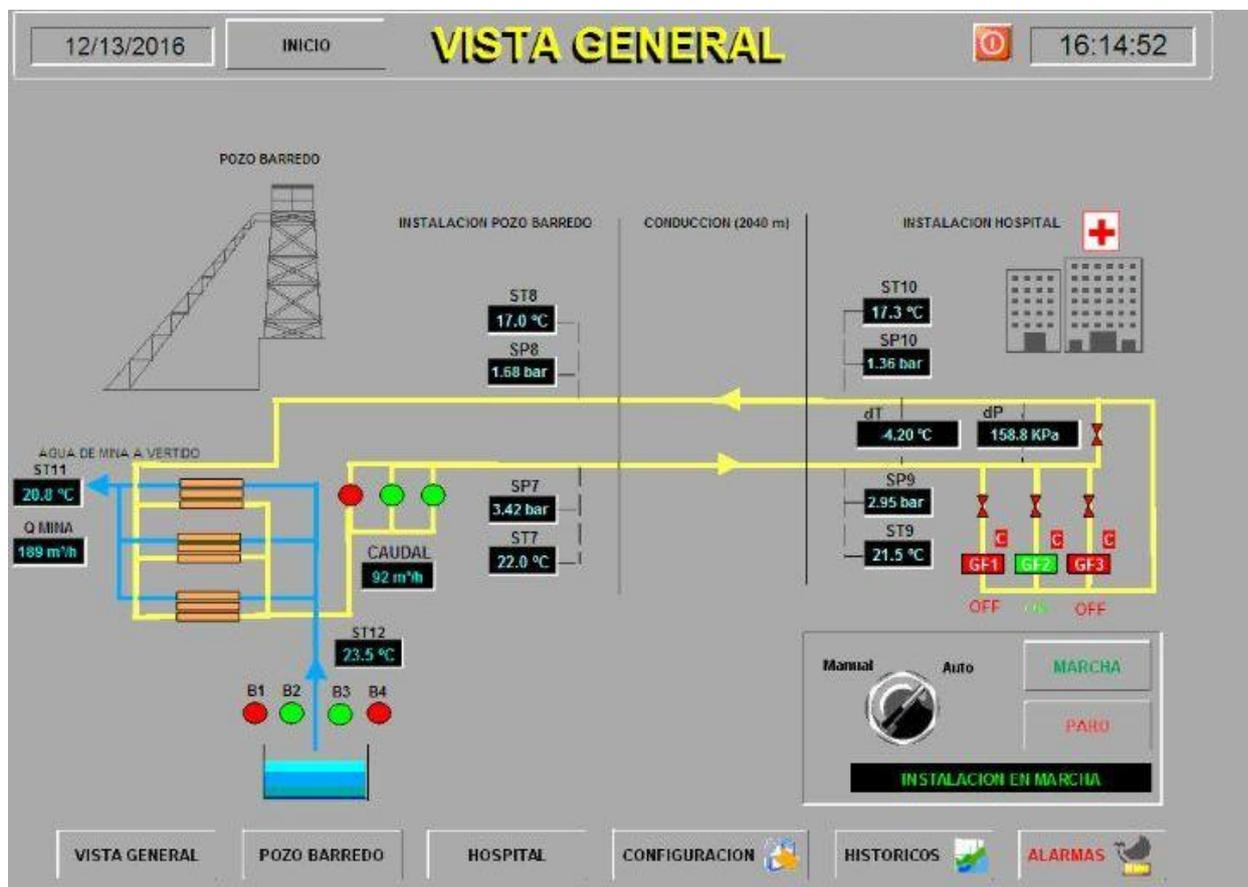 12/13/2016
INICIO
VISTA GENERAL
16:14:52
POZO BARREDO
INSTALACION POZO BARREDO
CONDUCCION (2040 m)
INSTALACION HOSPITAL
ST8
17.0 ºC
SP8
1.68 bar
ST10
17.3 ºC
SP10
1.36 bar
dT
-4.20 ºC
dP
158.8 KPa
AGUA DE MINA A VERTIDO
ST11
20.8 ºC
Q MINA
189 m³/h
CAUDAL
92 m³/h
SP7
3.42 bar
ST7
22.0 ºC
SP9
2.95 bar
ST9
21.5 ºC
C
C
C
GF1
GF2
GF3
OFF
OFF
ST12
23.5 ºC
B1
B2
B3
B4
Manual
Auto
MARCHA
PARO
INSTALACION EN MARCHA
VISTA GENERAL
POZO BARREDO
HOSPITAL
CONFIGURACION
HISTORICOS
ALARMAS